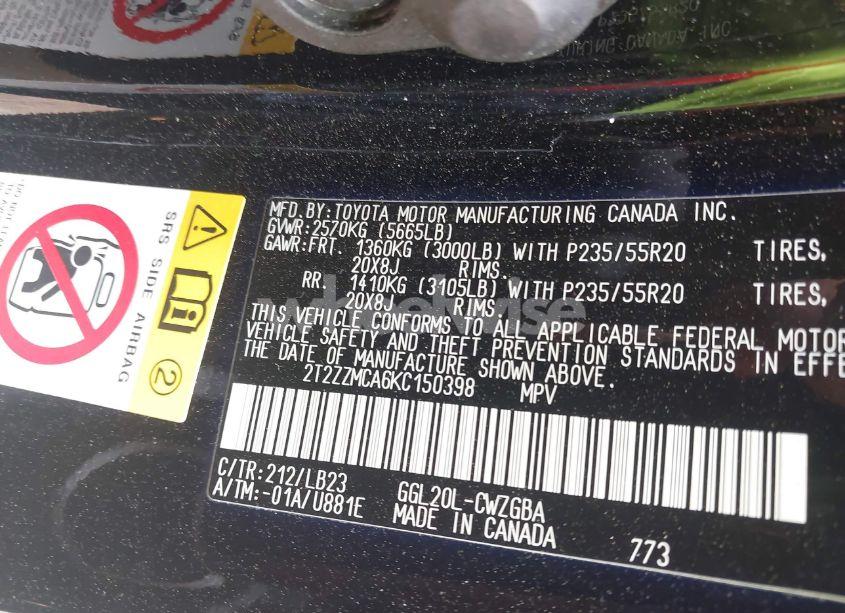 MFD.BY:TOYOTA MOTOR MANUFACTURING CANADA INC.
GVWR:2570KG (5665LB)
GAWR:FRT. 1360KG (3000LB) WITH P235/55R20 TIRES,
20X8J RIMS.
RR. 1410KG (3105LB) WITH P235/55R20 TIRES,
20X8J RIMS.
THIS VEHICLE CONFORMS TO ALL APPLICABLE FEDERAL MOTOR
VEHICLE SAFETY AND THEFT PREVENTION STANDARDS IN EFFE
THE DATE OF MANUFACTURE SHOWN ABOVE.
2T2ZZMCA6KC150398 MPV
C/TR:212/LB23
A/TM:-01A/U881E
GGL20L-CWZGBA
MADE IN CANADA
773
SRS SIDE AIRBAG
2